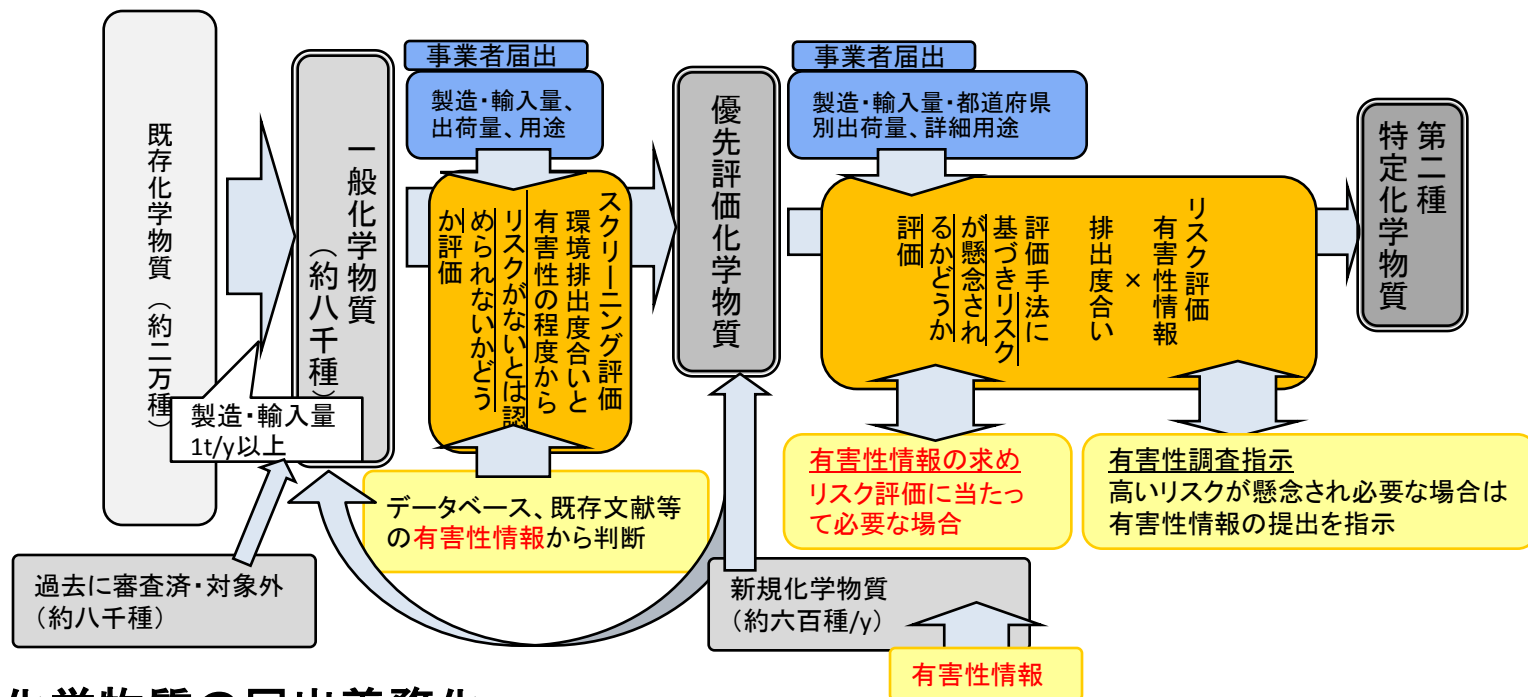 既存化学物質（約二万種）
一般化学物質
（約八千種）
製造・輸入量
1t/y以上
過去に審査済・対象外
（約八千種）
事業者届出
製造・輸入量、
出荷量、用途
スクリーニング評価
環境排出度合いと
有害性の程度から
リスクがないとは認
められないかどう
か評価
データベース、既存文献等
の有害性情報から判断
優先評価化学物質
新規化学物質
（約六百種/y）
有害性情報
事業者届出
製造・輸入量・都道府県
別出荷量、詳細用途
リスク評価
有害性情報
×
排出度合い
評価手法に
基づきリスク
が懸念され
るかどうか
評価
有害性情報の求め
リスク評価に当たっ
て必要な場合
有害性調査指示
高いリスクが懸念され必要な場合は
有害性情報の提出を指示
第二種
特定化学物質